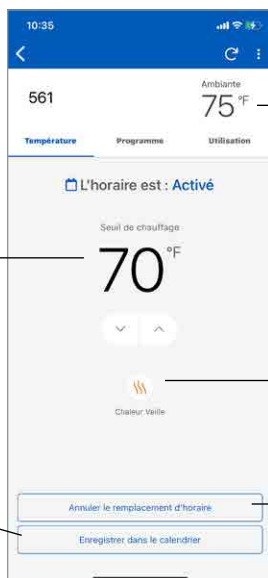 10:35
Ambiante
561
75 °F
Température Programme Utilisation
L'horaire est : Activé
Seuil de chauffage
70 °F
Chaleur Veille
Annuler le remplacement d'horaire
Enregistrer dans le calendrier